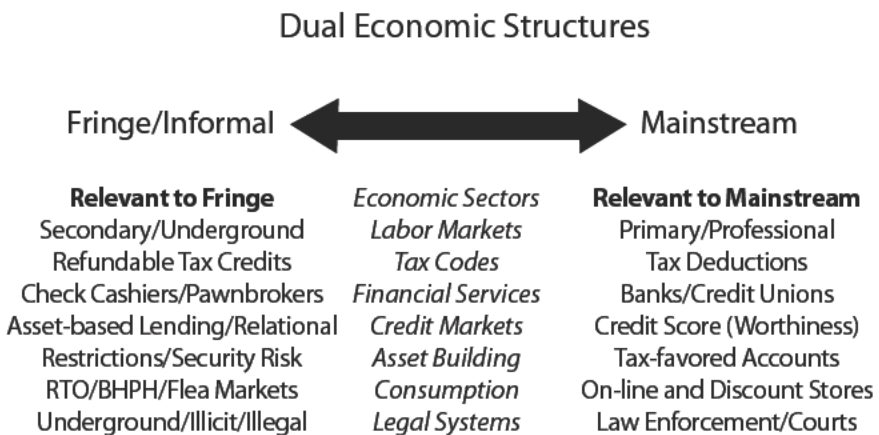 Dual Economic Structures
Fringe/Informal Mainstream
Relevant to Fringe Economic Sectors Relevant to Mainstream
Secondary/Underground Labor Markets Primary/Professional
Refundable Tax Credits Tax Codes Tax Deductions
Check Cashiers/Pawnbrokers Financial Services Banks/Credit Unions
Asset-based Lending/Relational Credit Markets Credit Score (Worthiness)
Restrictions/Security Risk Asset Building Tax-favored Accounts
RTO/BHPH/Flea Markets Consumption On-line and Discount Stores
Underground/Illicit/Illegal Legal Systems Law Enforcement/Courts